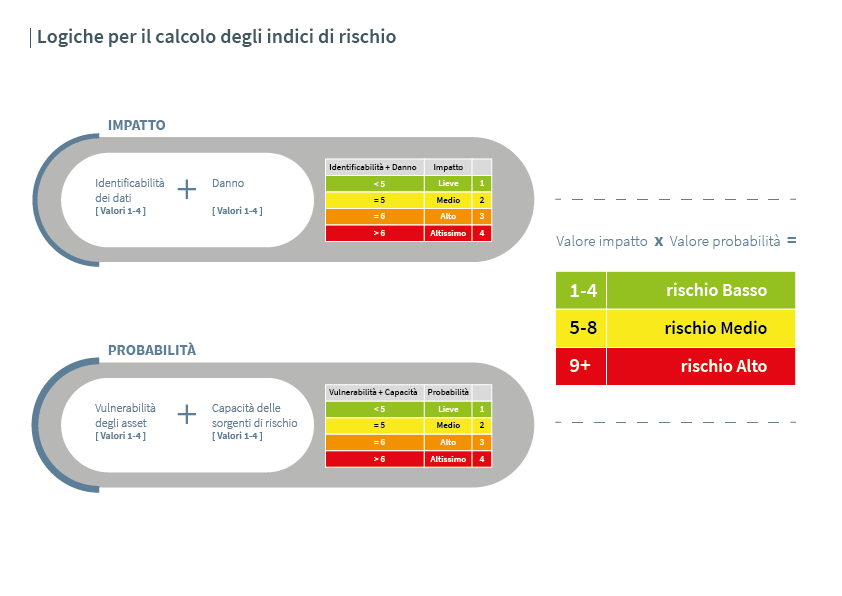 Logiche per il calcolo degli indici di rischio
IMPATTO
Identificabilità
dei dati
[ Valori 1-4 ]
+
Danno
[ Valori 1-4 ]
Identificabilità + Danno Impatto
< 5 Lieve 1
= 5 Medio 2
= 6 Alto 3
> 6 Altissimo 4
PROBABILITÀ
Vulnerabilità
degli asset
[ Valori 1-4 ]
+
Capacità delle
sorgenti di rischio
[ Valori 1-4 ]
Vulnerabilità + Capacità Probabilità
< 5 Lieve 1
= 5 Medio 2
= 6 Alto 3
> 6 Altissimo 4
Valore impatto x Valore probabilità =
1-4 rischio Basso
5-8 rischio Medio
9+ rischio Alto